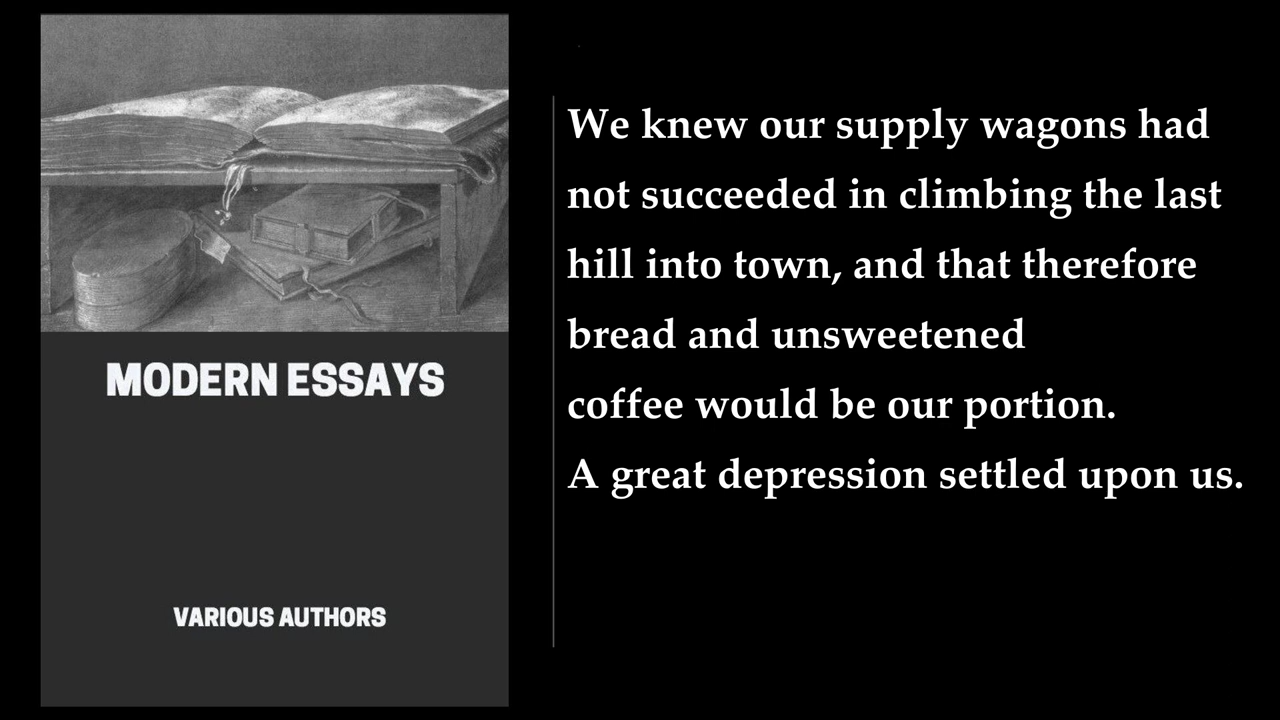 MODERN ESSAYS
VARIOUS AUTHORS
We knew our supply wagons had
not succeeded in climbing the last
hill into town, and that therefore
bread and unsweetened
coffee would be our portion.
A great depression settled upon us.